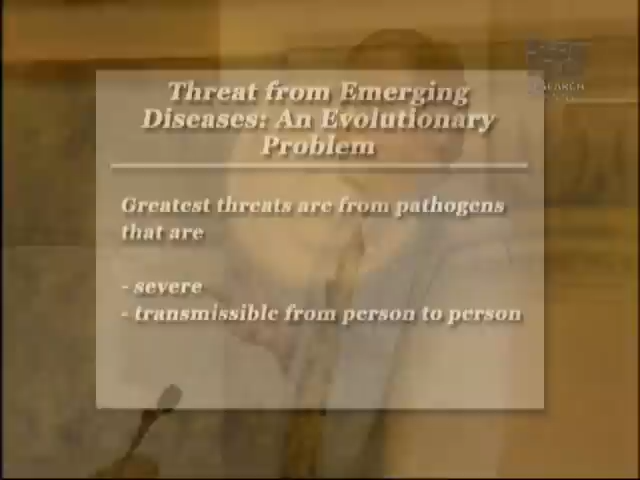 Threat from Emerging
Diseases: An Evolutionary
Problem
Greatest threats are from pathogens
that are
- severe
- transmissible from person to person